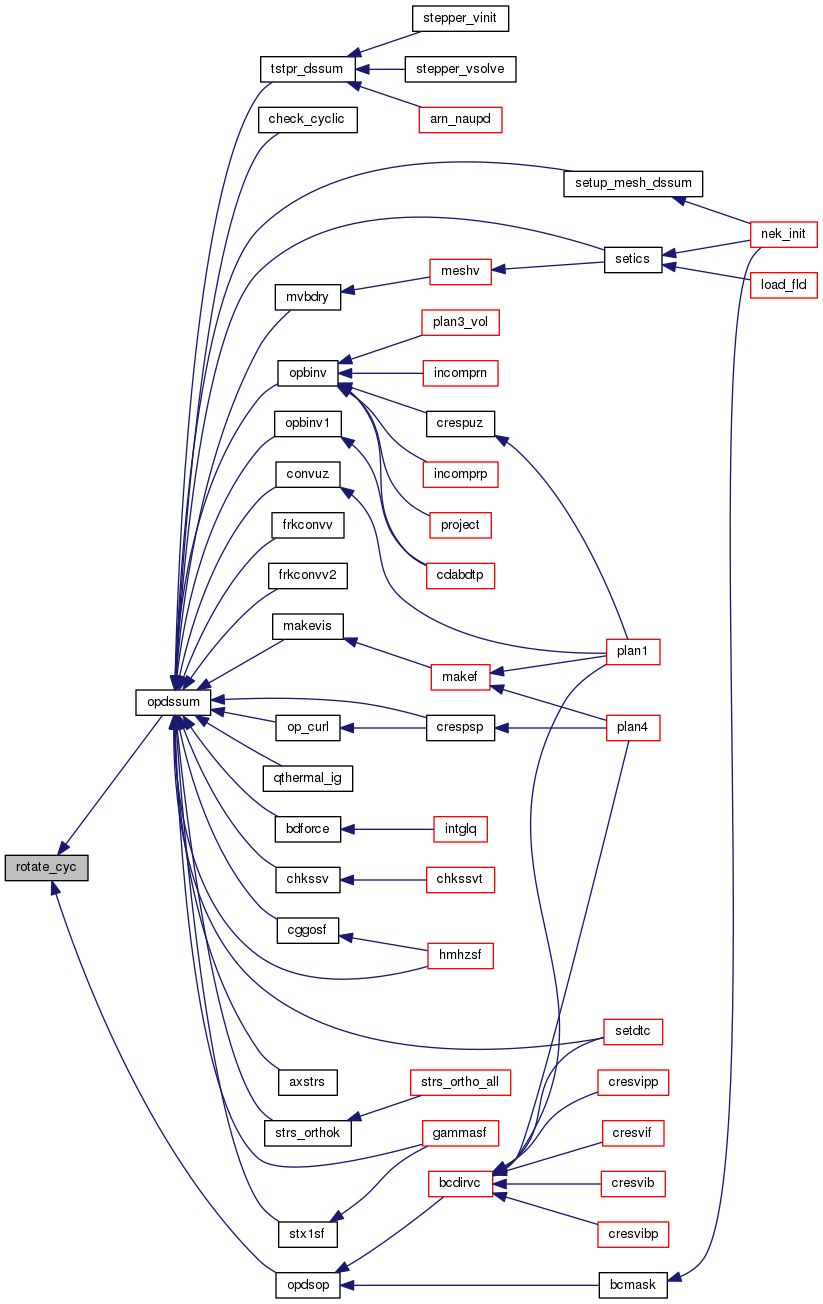 stepper_vinit
tstpr_dssum
stepper_vsolve
check_cyclic
arn_naupd
setup_mesh_dssum
nek_init
setics
meshv
load_fld
mvbdry
plan3_vol
opbinv
incomprn
opbinv1
crespuz
convuz
incomprp
frkconvv
project
frkconvv2
cdabdtp
makevis
plan1
makef
opdssum
op_curl
crespsp
plan4
qthermal_ig
bdforce
intglq
rotate_cyc
chkssv
chkssvt
cggosf
hmhzsf
setdtc
axstrs
strs_ortho_all
cresvipp
strs_orthok
gammasf
cresvif
bcdirvc
cresvib
stx1sf
cresvibp
opdsop
bcmask